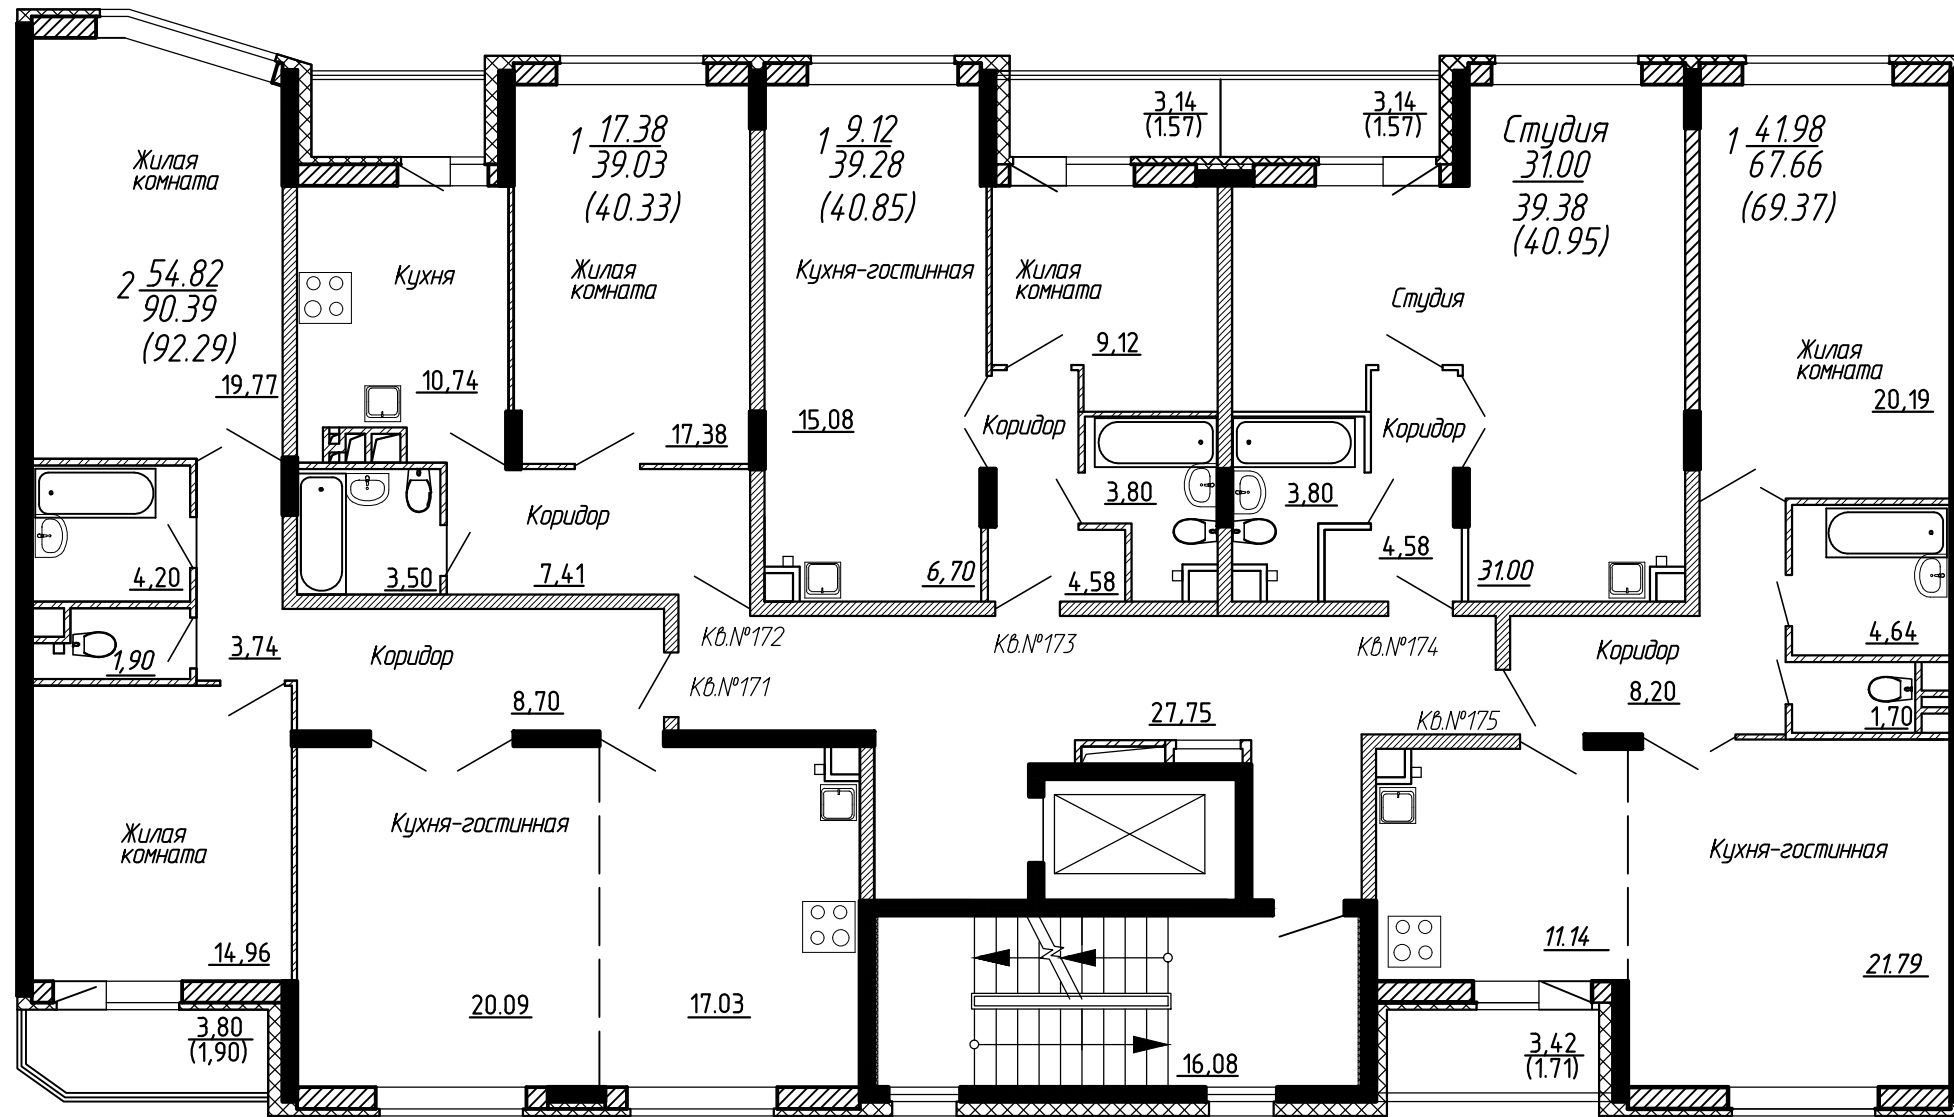 Жилая
комната
2 54.82
90.39
(92.29)
19,77
Кухня
10,74
1 17.38
39.03
(40.33)
Жилая
комната
17,38
1 9.12
39.28
(40.85)
Кухня-гостинная
15,08
6,70
3,14
(1.57)
3,14
(1.57)
Жилая
комната
9,12
Студия
31.00
39.38
(40.95)
Студия
31.00
1 41.98
67.66
(69.37)
Жилая
комната
20,19
Коридор
3,80
4,58
Коридор
3,80
4,58
4,20
3,50
Коридор
7,41
1,90
3,74
Коридор
8,70
Кв.№172
Кв.№171
Кв.№173
Кв.№174
Кв.№175
27,75
Коридор
8,20
4,64
1,70
Жилая
комната
14,96
3,80
(1,90)
Кухня-гостинная
20.09
17.03
16,08
11.14
3,42
(1.71)
Кухня-гостинная
21.79